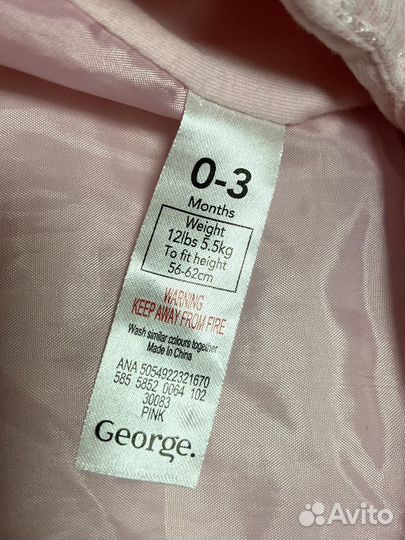 0-3
Months
Weight
12lbs 5.5kg
To fit height
56-62cm
WARNING
KEEP AWAY FROM FIRE
Wash similar colours together
Made In China
ANA 5054922321670
585 5852 0064 102
30083
PINK
George.
Avito